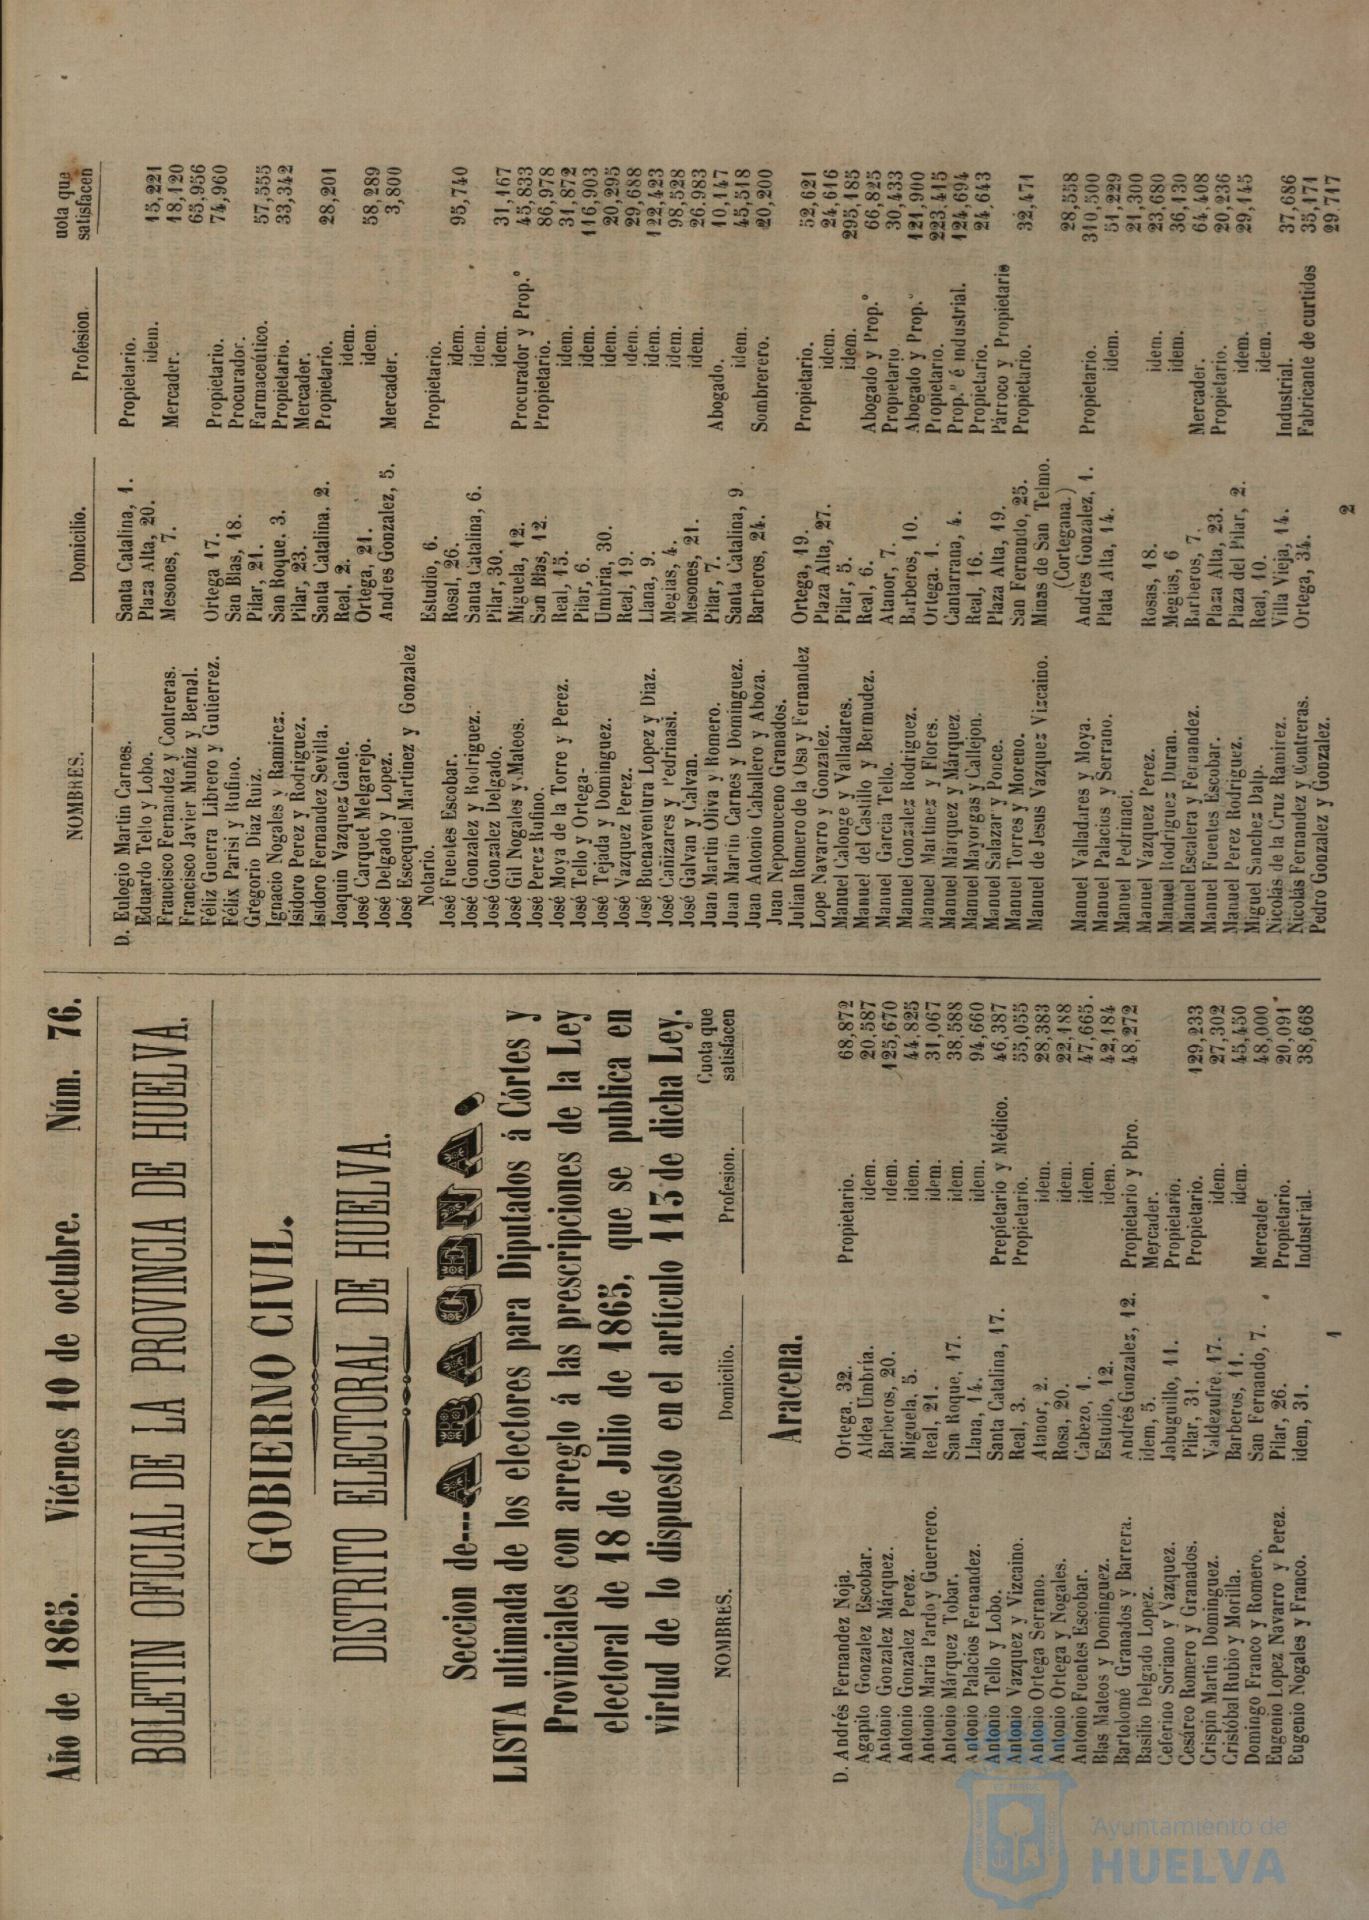 Año de 1865. Viérnes 10 de octubre. Núm. 76.
BOLETIN OFICIAL DE LA PROVINCIA DE HUELVA.
GOBIERNO CIVIL.
DISTRITO ELECTORAL DE HUELVA.
Seccion de---ARACENA,
LISTA ultimada de los electores para Diputados á Córtes y
Provinciales con arreglo á las prescripciones de la Ley
electoral de 18 de Julio de 1865, que se publica en
virtud de lo dispuesto en el artículo 113 de dicha Ley.
NOMBRES. Domicilio. Profesion. Cuota que satisfacen
Aracena.
D. Andrés Fernandez Noja. Ortega. 32. Propietario. 68,872
Agapito Gonzalez Escobar. Aldea Umbría. idem. 20,587
Antonio Gonzalez Márquez. Barberos, 20. idem. 125,670
Antonio Gonzalez Perez. Miguela, 5. idem. 44,825
Antonio María Pardo y Guerrero. Real, 21. idem. 31,067
Antonio Márquez Tobar. San Roque, 17. idem. 38,588
Antonio Palacios Fernandez. Llana, 14. idem. 94,660
Antonio Tello y Lobo. Santa Catalina, 17. Prepietario y Médico. 46,387
Antonio Vazquez y Vizcaino. Real, 3. Propietario. 55,055
Antonio Ortega Serrano. Atanor, 2. idem. 28,383
Antonio Ortega y Nogales. Rosa, 20. idem. 22,188
Antonio Fuentes Escobar. Cabezo, 1. idem. 47,665.
Blas Mateos y Dominguez. Estudio, 12. idem. 42,184
Bartolomé Granados y Barrera. Andrés Gonzalez, 12. Propietario y Pbro. 48,272
Basilio Delgado Lopez. idem, 5. Mercader.
Ceferino Soriano y Vazquez. Jabuguillo, 11. Propietario.
Cesáreo Romero y Granados. Pilar, 31. Propietario. 129,233
Crispin Martin Dominguez. Valdezufre, 17. idem. 27,302
Cristóbal Rubio y Morilla. Barberos, 11. idem. 45,450
Domingo Franco y Romero. San Fernando, 7. Mercader 48,000
Eugenio Lopez Navarro y Perez. Pilar, 26. Propietario. 20,091
Eugenio Nogales y Franco. idem, 31. Industrial. 38,668
1
NOMBRES. Domicilio. Profesion. uola que satisfacen
D. Eulogio Martin Carnes. Santa Catalina, 1. Propietario.
Eduardo Tello y Lobo. Plaza Alta, 20. idem. 15,221
Francisco Fernandez y Contreras. Mesones, 7. Mercader. 18,120
Francisco Javier Muñiz y Bernal. 65,956
Féliz Guerra Librero y Gutierrez. Ortega 17. Propietario. 74,960
Félix Parisi y Rufino. San Blas, 18. Procurador.
Gregorio Diaz Ruiz. Pilar, 21. Farmaceútico. 57,555
Ignacio Nogales y Ramirez. San Roque, 3. Propietario. 33,342
Isidoro Perez y Rodriguez. Pilar, 23. Mercader.
Isidoro Fernandez Sevilla. Santa Catalina, 2. Propietario. 28,201
Joaquin Vazquez Gante. Real, 2. idem.
José Carquet Melgarejo. Ortega, 21. idem. 58,289
José Delgado y Lopez. Andres Gonzalez, 5. Mercader. 3,800
José Esequiel Martinez y Gonzalez
Notario. Estudio, 6. Propietario.
José Fuentes Escobar. Rosal, 26. idem. 95,740
José Gonzalez y Rodriguez. Santa Catalina, 6. idem.
José Gonzalez Delgado. Pilar, 30. idem. 31,167
José Gil Nogales y Mateos. Miguela, 12. Procurador y Prop.º 45,833
José Perez Rufino. San Blas, 12. Propietario. 86,978
José Moya de la Torre y Perez. Real, 15. idem. 31,872
José Tello y Ortega- Pilar, 6. idem. 116,903
José Tejada y Dominguez. Umbria, 30. idem. 20,295
José Vazquez Perez. Real, 19. idem. 29,688
José Buenaventura Lopez y Diaz. Llana, 9. idem. 122,423
José Cañizares y Pedrinasi. Megias, 4. idem. 98,528
José Galvan y Calvan. Mesones, 21. idem. 26.983
Juan Martin Oliva y Romero. Pilar, 7. Abogado. 10,147
Juan Martin Carnes y Dominguez. Santa Catalina, 9 idem. 45,518
Juan Antonio Caballero y Aboza. Barberos, 24. Sombrerero. 20,200
Juan Nepomuceno Granados.
Julian Romero de la Osa y Fernandez Ortega, 19. Propietario. 52,621
Lope Navarro y Gonzalez. Plaza Alta, 27. idem. 24,616
Manuel Calonge y Valladares. Pilar, 5. idem. 295,185
Manuel del Castillo y Bermudez. Real, 6. Abogado y Prop.º 66,825
Manuel Garcia Tello. Atanor, 7. Propietario 30,433
Manuel Gonzalez Rodriguez. Barberos, 10. Abogado y Prop.º 121,900
Manuel Martinez y Flores. Ortega. 1. Propietario. 223,415
Manuel Márquez y Márquez. Cantarrana, 4. Prop.º é industrial. 124,694
Manuel Mayorgas y Callejon. Real, 16. Propietario. 24,643
Manuel Salazar y Ponce. Plaza Alta, 19. Párroco y Propietario
Manuel Torres y Moreno. San Fernando, 25. Propietario. 32,471
Manuel de Jesus Vazquez Vizcaino. Minas de San Telmo.
(Cortegana.) 28,558
Manuel Valladares y Moya. Andres Gonzalez, 1. Propietario. 310,500
Manuel Palacios y Serrano. Plata Alta, 14. idem. 51,229
Manuel Pedrinaci. 21,300
Manuel Vazquez Perez. Rosas, 18. idem. 23,680
Manuel Rodriguez Duran. Megias, 6 idem. 36,130
Manuel Escalera y Fernandez. Barberos, 7. Mercader. 64,408
Manuel Fuentes Escobar. Plaza Alta, 23. Propietario. 20,236
Manuel Perez Rodriguez. Plaza del Pilar, 2. idem. 29,145
Miguel Sanchez Dalp. Real, 10. idem.
Nicolás de la Cruz Ramirez. Villa Vieja, 14. Industrial. 37,686
Nicolás Fernandez y Contreras. Ortega, 34. Fabricante de curtidos 35,171
Pedro Gonzalez y Gonzalez. 29,717
2
Ayuntamiento de
HUELVA